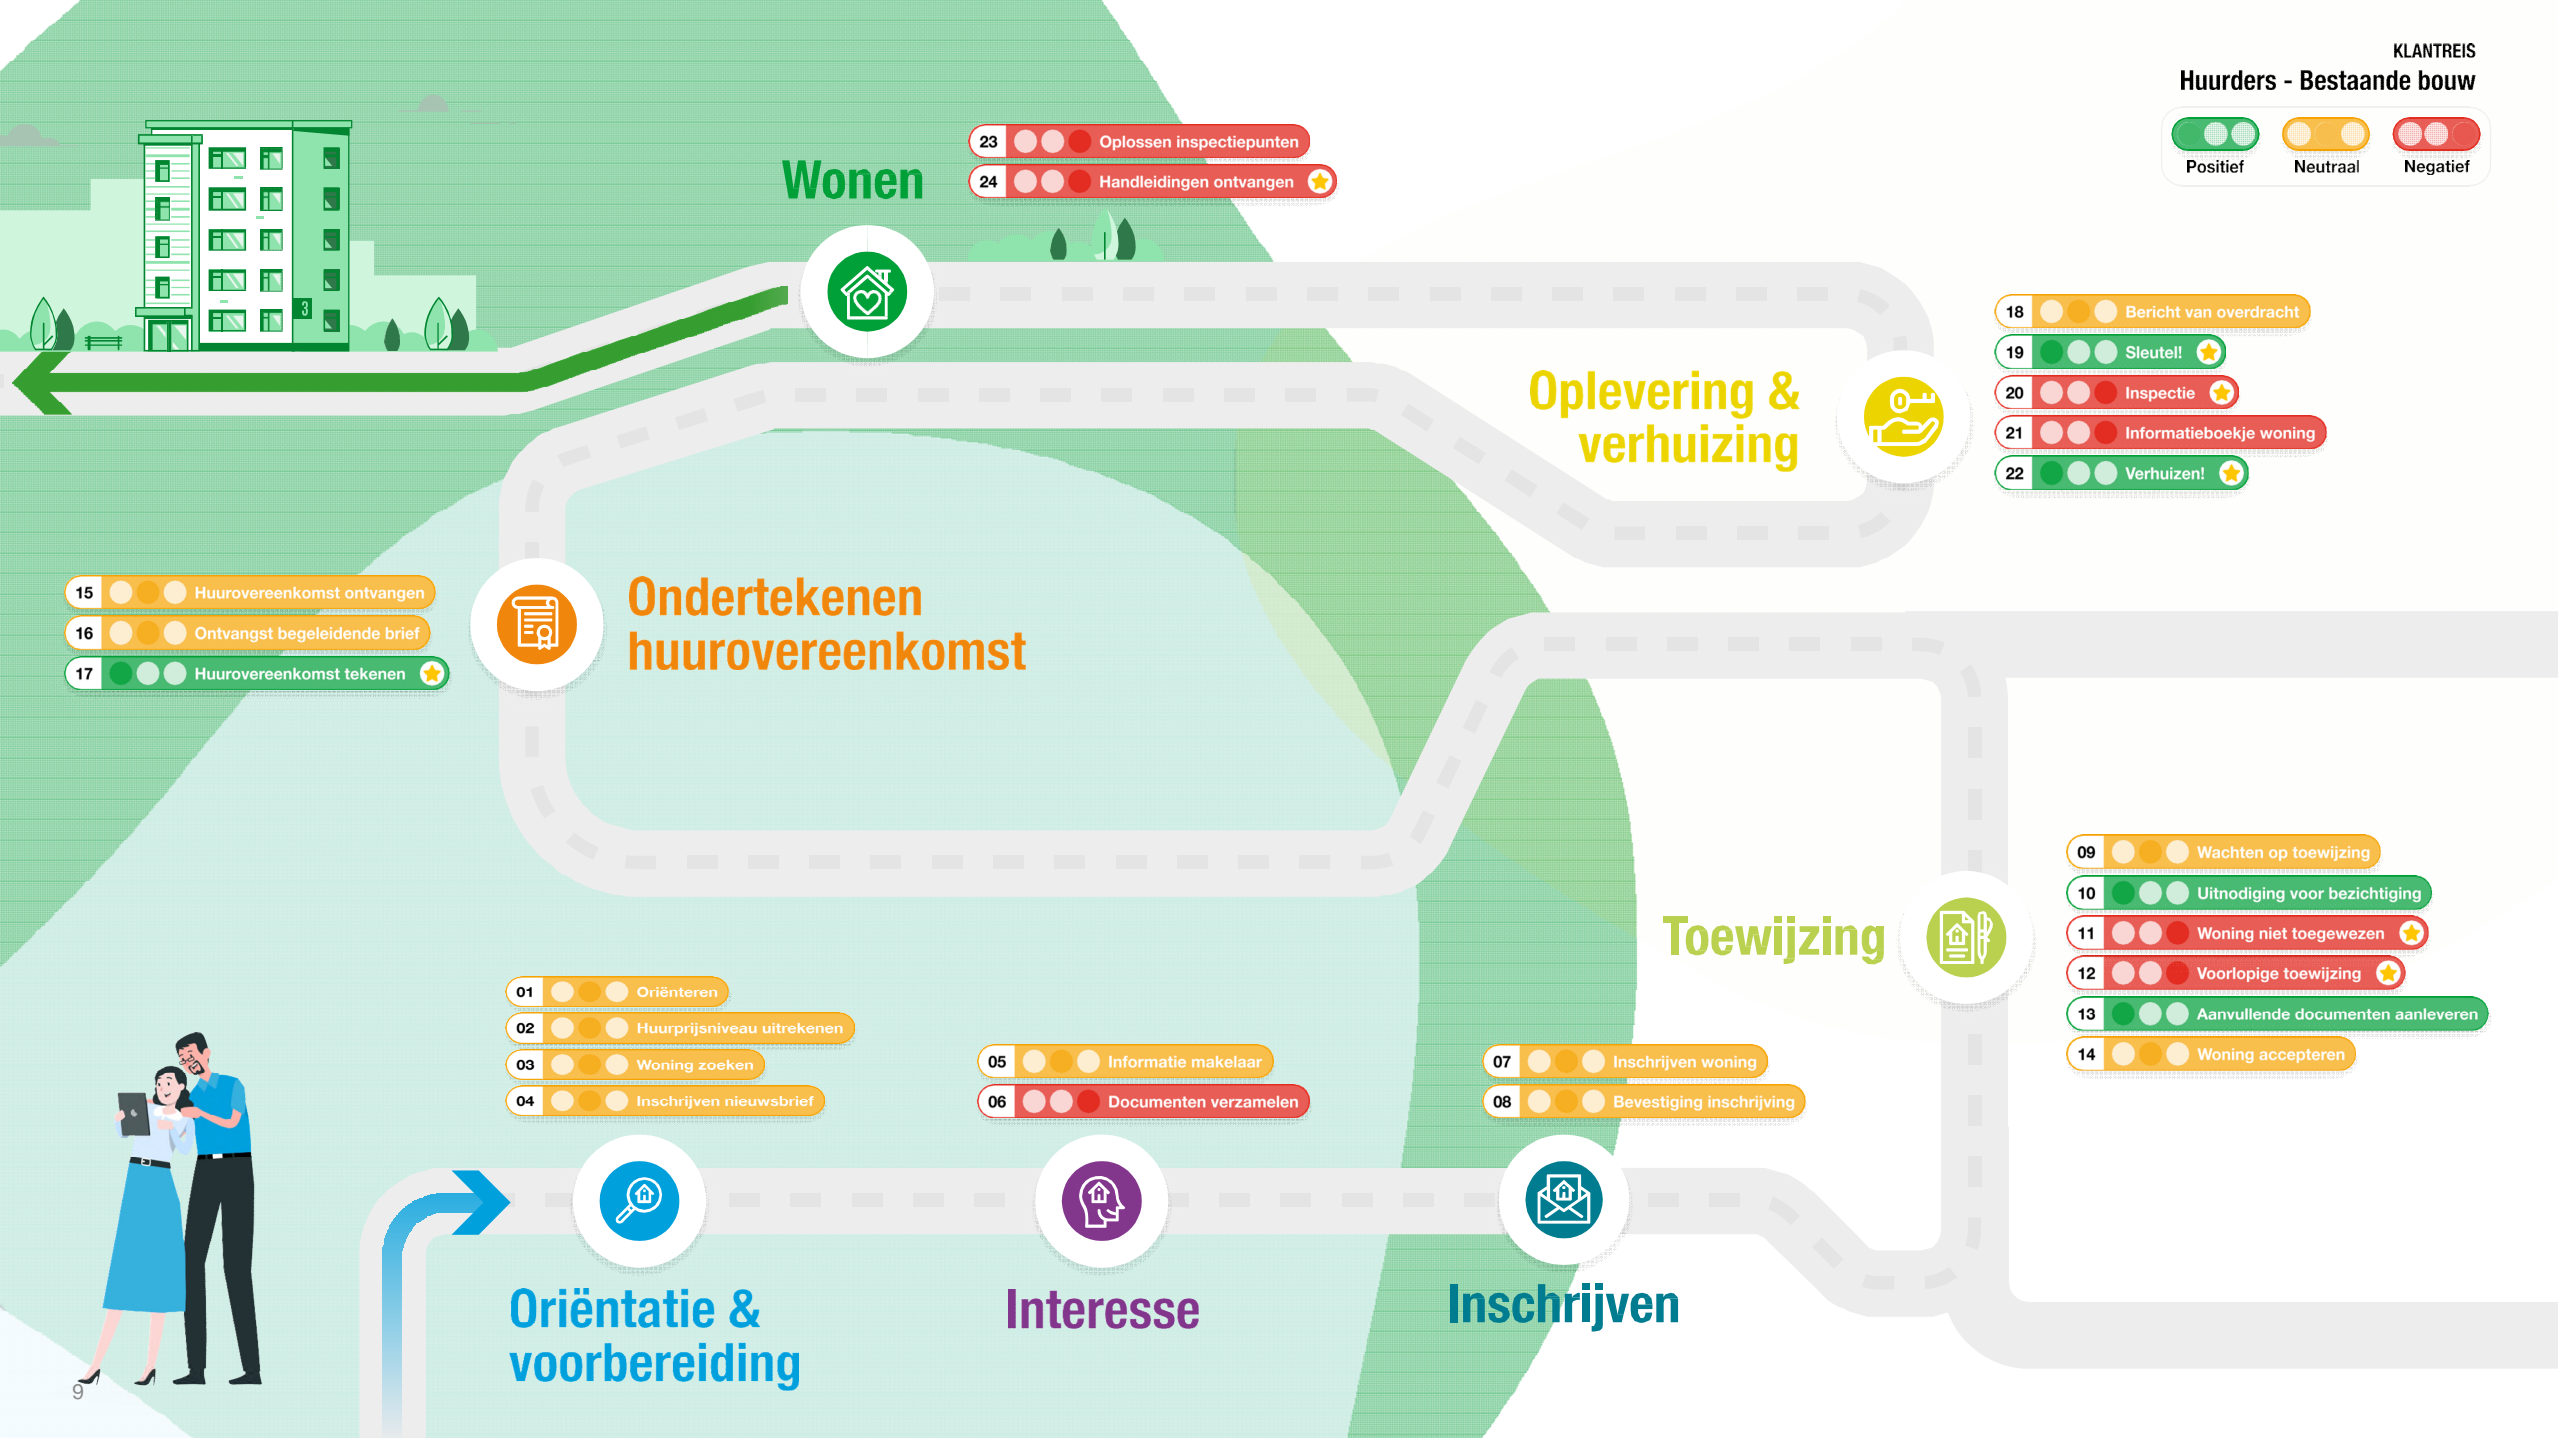 KLANTREIS
Huurders - Bestaande bouw
Positief
Neutraal
Negatief
Wonen
23 Oplossen inspectiepunten
24 Handleidingen ontvangen
3
Oplevering &
verhuizing
18 Bericht van overdracht
19 Sleutel!
20 Inspectie
21 Informatieboekje woning
22 Verhuizen!
15 Huurovereenkomst ontvangen
16 Ontvangst begeleidende brief
17 Huurovereenkomst tekenen
Ondertekenen
huurovereenkomst
Toewijzing
09 Wachten op toewijzing
10 Uitnodiging voor bezichtiging
11 Woning niet toegewezen
12 Voorlopige toewijzing
13 Aanvullende documenten aanleveren
14 Woning accepteren
01 Oriënteren
02 Huurprijsniveau uitrekenen
03 Woning zoeken
04 Inschrijven nieuwsbrief
05 Informatie makelaar
06 Documenten verzamelen
07 Inschrijven woning
08 Bevestiging inschrijving
Oriëntatie &
voorbereiding
Interesse
Inschrijven
9